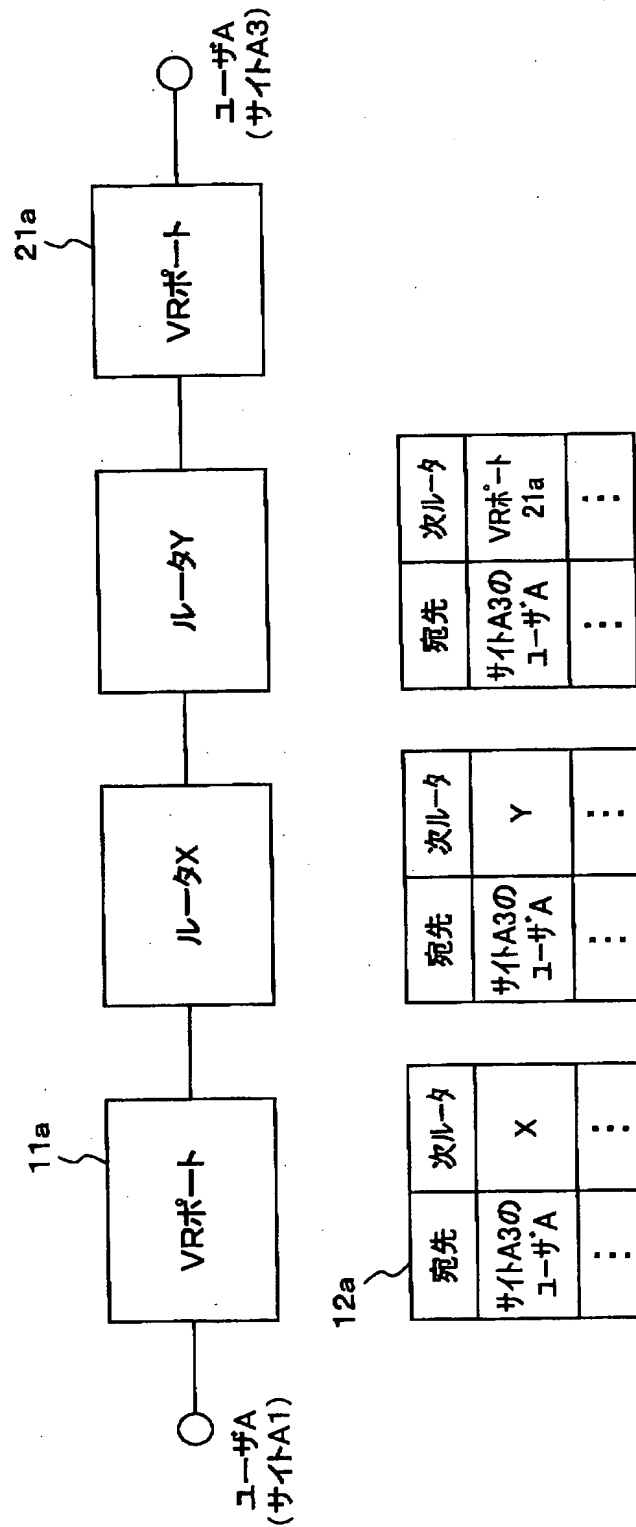 11a
21a
VRポート
ルータX
ルータY
VRポート
ユーザA
(サイトA1)
ユーザA
(サイトA3)
12a
宛先
次ルータ
サイトA3の
ユーザA
X
⋮
⋮
宛先
次ルータ
サイトA3の
ユーザA
Y
⋮
⋮
宛先
次ルータ
サイトA3の
ユーザA
VRポート
21a
⋮
⋮